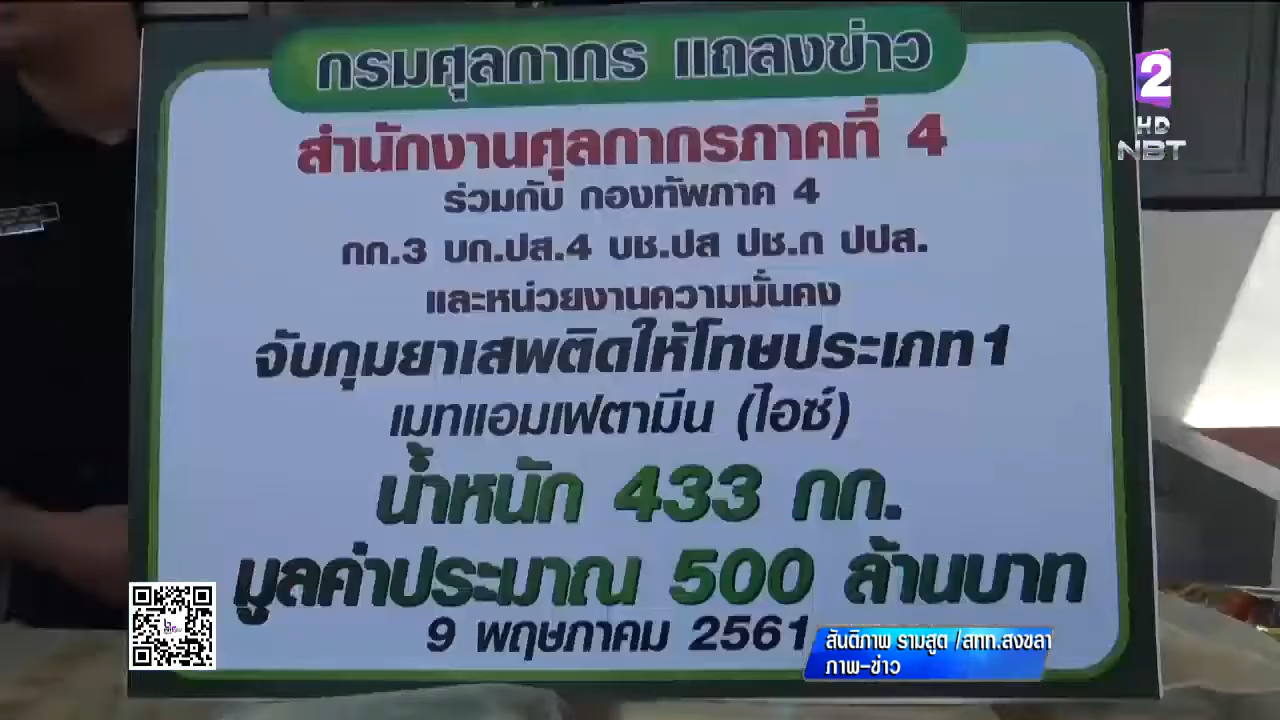 กรมศุลกากร แถลงข่าว
สำนักงานศุลกากรภาคที่ 4
ร่วมกับ กองทัพภาค 4
กก.3 บก.ปส.4 บช.ปส ปช.ก ปปส.
และหน่วยงานความมั่นคง
จับกุมยาเสพติดให้โทษประเภท1
เมทแอมเฟตามีน (ไอซ์)
น้ำหนัก 433 กก.
มูลค่าประมาณ 500 ล้านบาท
9 พฤษภาคม 2561
2
HD
NBT
สันติภาพ รามสูต /สทท.สงขลา
ภาพ-ข่าว